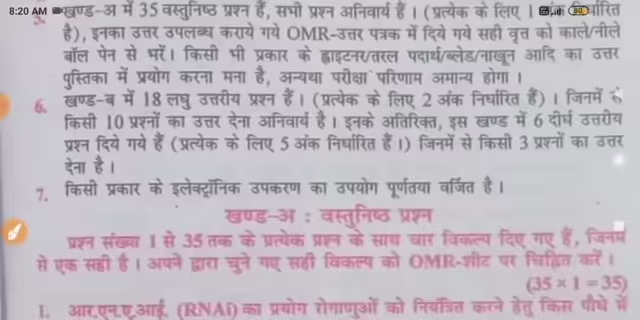 8:20 AM
5. खण्ड-अ में 35 वस्तुनिष्ठ प्रश्न हैं, सभी प्रश्न अनिवार्य हैं । (प्रत्येक के लिए 1
है), इनका उत्तर उपलब्ध कराये गये OMR-उत्तर पत्रक में दिये गये सही वृत्त को काले/नीले
बॉल पेन से भरें। किसी भी प्रकार के ह्वाइटनर/तरल पदार्थ/ब्लेड/नाखून आदि का उत्तर
पुस्तिका में प्रयोग करना मना है, अन्यथा परीक्षा परिणाम अमान्य होगा ।
6. खण्ड-ब में 18 लघु उत्तरीय प्रश्न हैं । (प्रत्येक के लिए 2 अंक निर्धारित हैं) । जिनमें से
किसी 10 प्रश्नों का उत्तर देना अनिवार्य है । इनके अतिरिक्त, इस खण्ड में 6 दीर्घ उत्तरीय
प्रश्न दिये गये हैं (प्रत्येक के लिए 5 अंक निर्धारित हैं ।) जिनमें से किसी 3 प्रश्नों का उत्तर
देना है ।
7. किसी प्रकार के इलेक्ट्रॉनिक उपकरण का उपयोग पूर्णतया वर्जित है ।
खण्ड-अ : वस्तुनिष्ठ प्रश्न
प्रश्न संख्या 1 से 35 तक के प्रत्येक प्रश्न के साथ चार विकल्प दिए गए हैं, जिनमें
से एक सही है । अपने द्वारा चुने गए सही विकल्प को OMR-शीट पर चिह्नित करें ।
(35 × 1 = 35)
1. आर.एन.ए.आई. (RNAi) का प्रयोग रोगाणुओं को नियंत्रित करने हेतु किस पौधे में